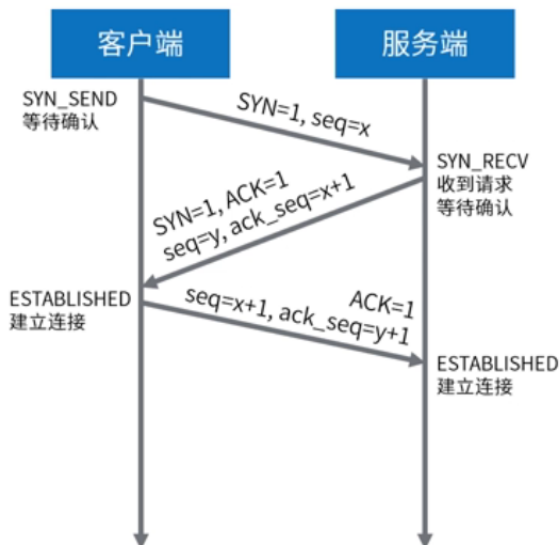 客户端
服务端
SYN_SEND
等待确认
SYN=1, seq=x
SYN_RECV
收到请求
等待确认
SYN=1, ACK=1
seq=y, ack_seq=x+1
ESTABLISHED
建立连接
ACK=1
seq=x+1, ack_seq=y+1
ESTABLISHED
建立连接